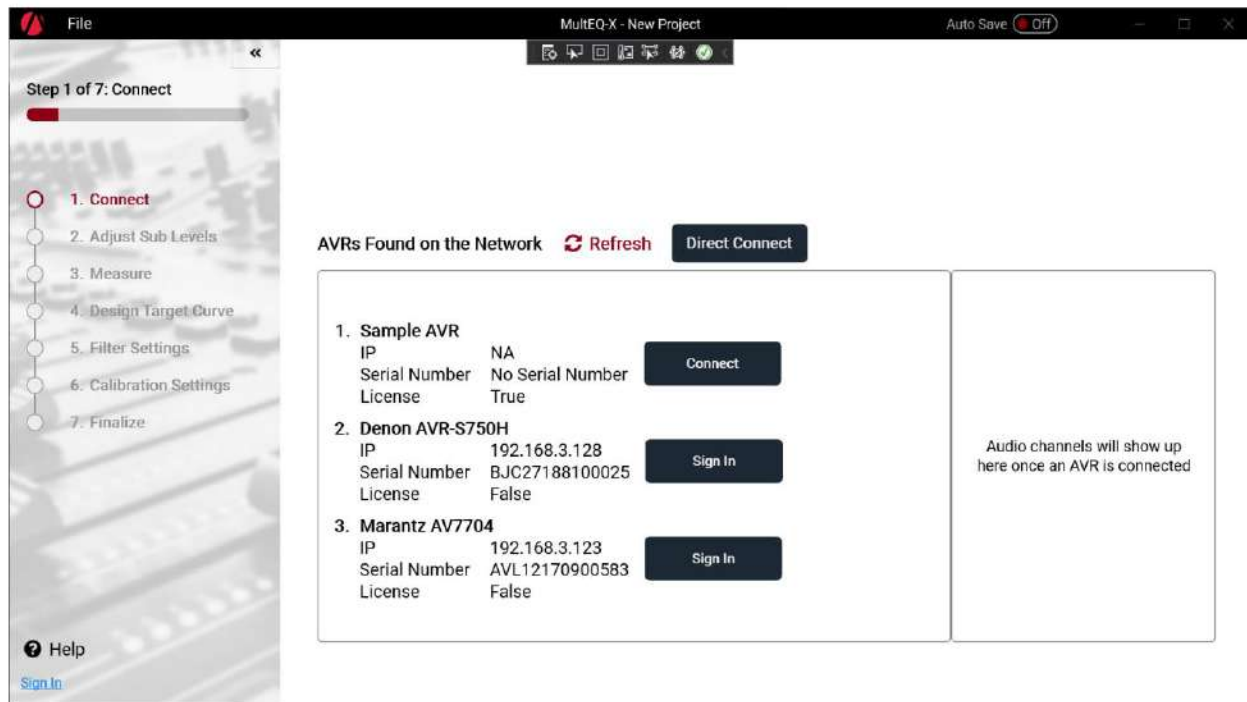 File
MultEQ-X - New Project
Auto Save Off
«
Step 1 of 7: Connect
1. Connect
2. Adjust Sub Levels
3. Measure
4. Design Target Curve
5. Filter Settings
6. Calibration Settings
7. Finalize
Help
Sign In
AVRs Found on the Network Refresh Direct Connect
1. Sample AVR
IP NA
Serial Number No Serial Number
License True
Connect
2. Denon AVR-S750H
IP 192.168.3.128
Serial Number BJC27188100025
License False
Sign In
3. Marantz AV7704
IP 192.168.3.123
Serial Number AVL12170900583
License False
Sign In
Audio channels will show up
here once an AVR is connected